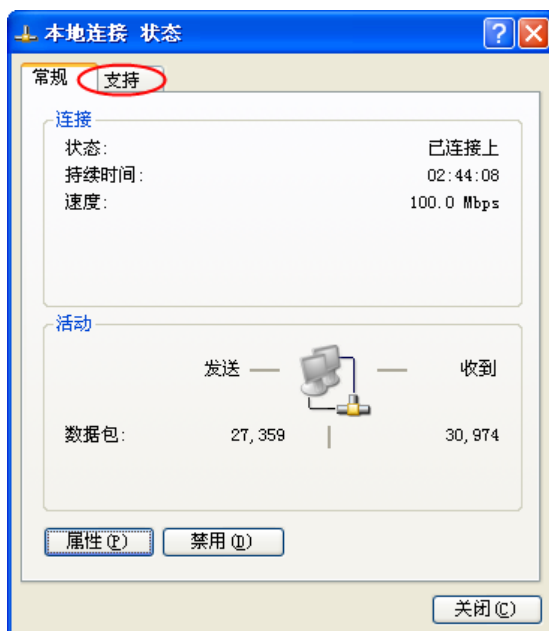 本地连接 状态
常规 支持
连接
状态: 已连接上
持续时间: 02:44:08
速度: 100.0 Mbps
活动
发送 — — 收到
数据包: 27,359 | 30,974
属性(P) 禁用(D)
关闭(C)